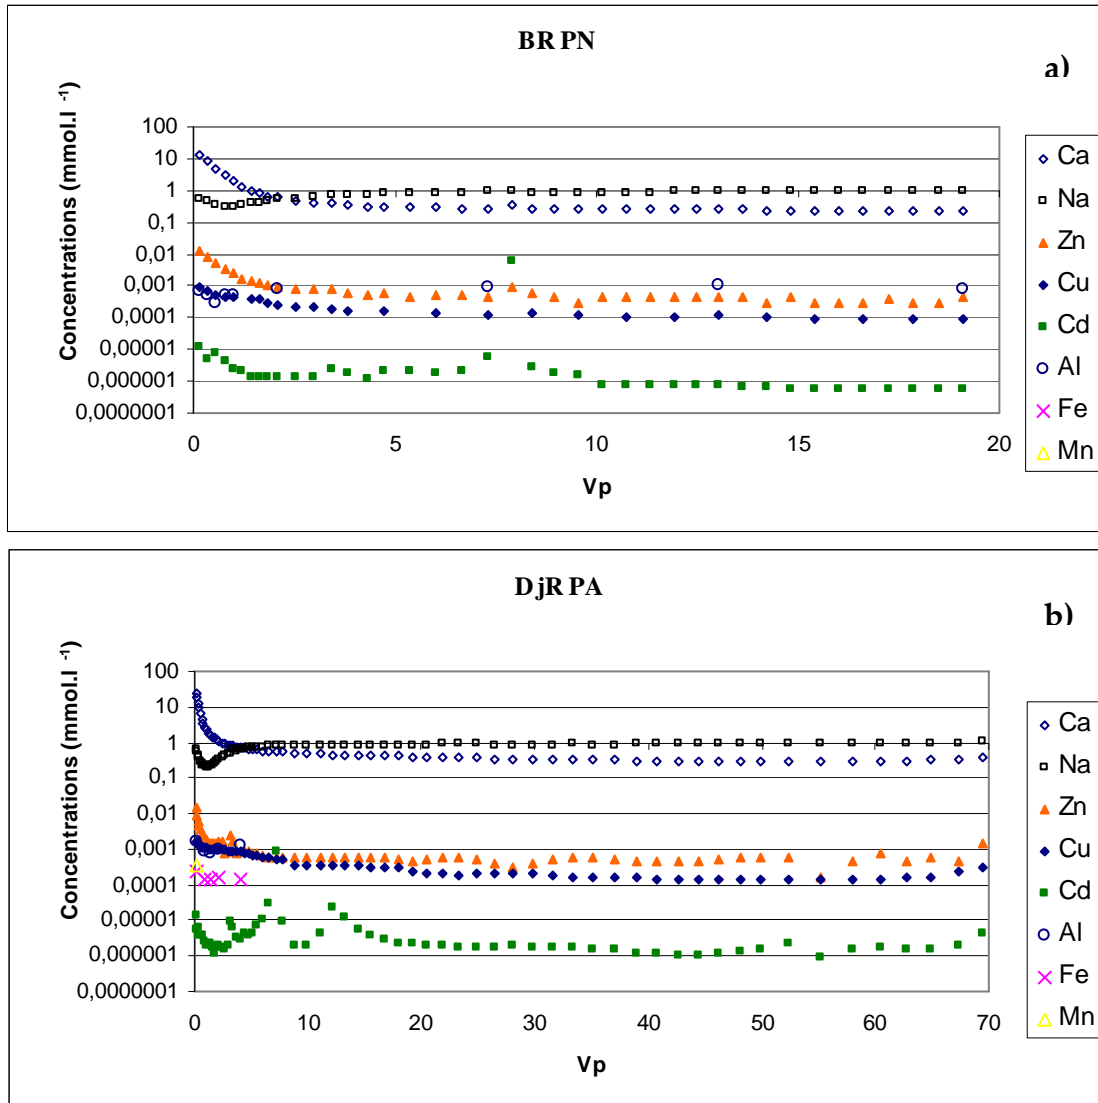 BR PN
a)
Concentrations (mmol.l -1)
100
10
1
0,1
0,01
0,001
0,0001
0,00001
0,000001
0,0000001
0 5 10 15 20
Vp
Ca
Na
Zn
Cu
Cd
Al
Fe
Mn
DjR PA
b)
Concentrations (mmol.l -1)
100
10
1
0,1
0,01
0,001
0,0001
0,00001
0,000001
0,0000001
0 10 20 30 40 50 60 70
Vp
Ca
Na
Zn
Cu
Cd
Al
Fe
Mn